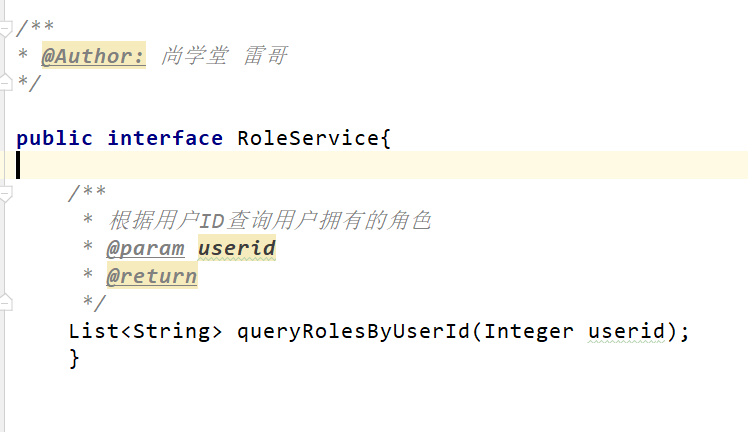 /**
* @Author: 尚学堂 雷哥
*/
public interface RoleService{
/**
* 根据用户ID查询用户拥有的角色
* @param userid
* @return
*/
List<String> queryRolesByUserId(Integer userid);
}